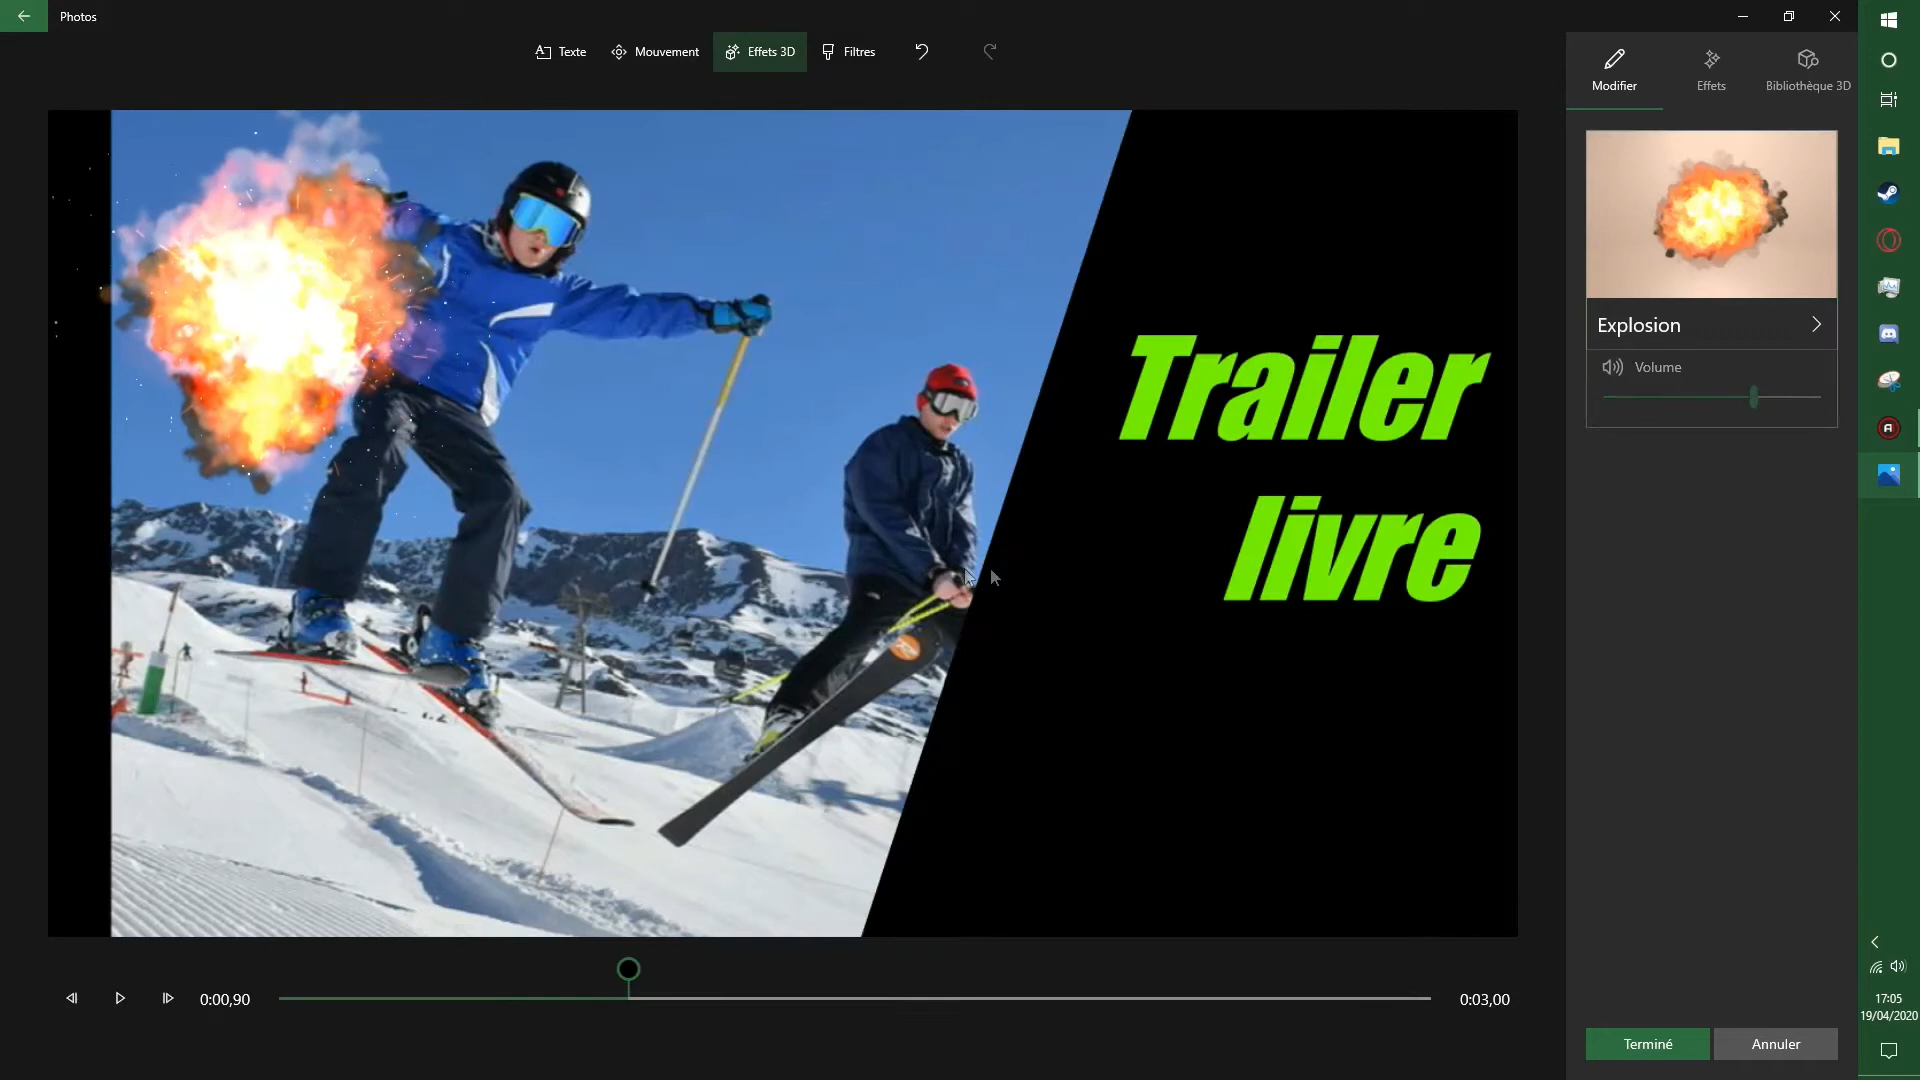 Photos
Texte
Mouvement
Effets 3D
Filtres
Modifier
Effets
Bibliothèque 3D
Explosion
Volume
Trailer
livre
0:00,90
0:03,00
17:05
19/04/2020
Terminé
Annuler